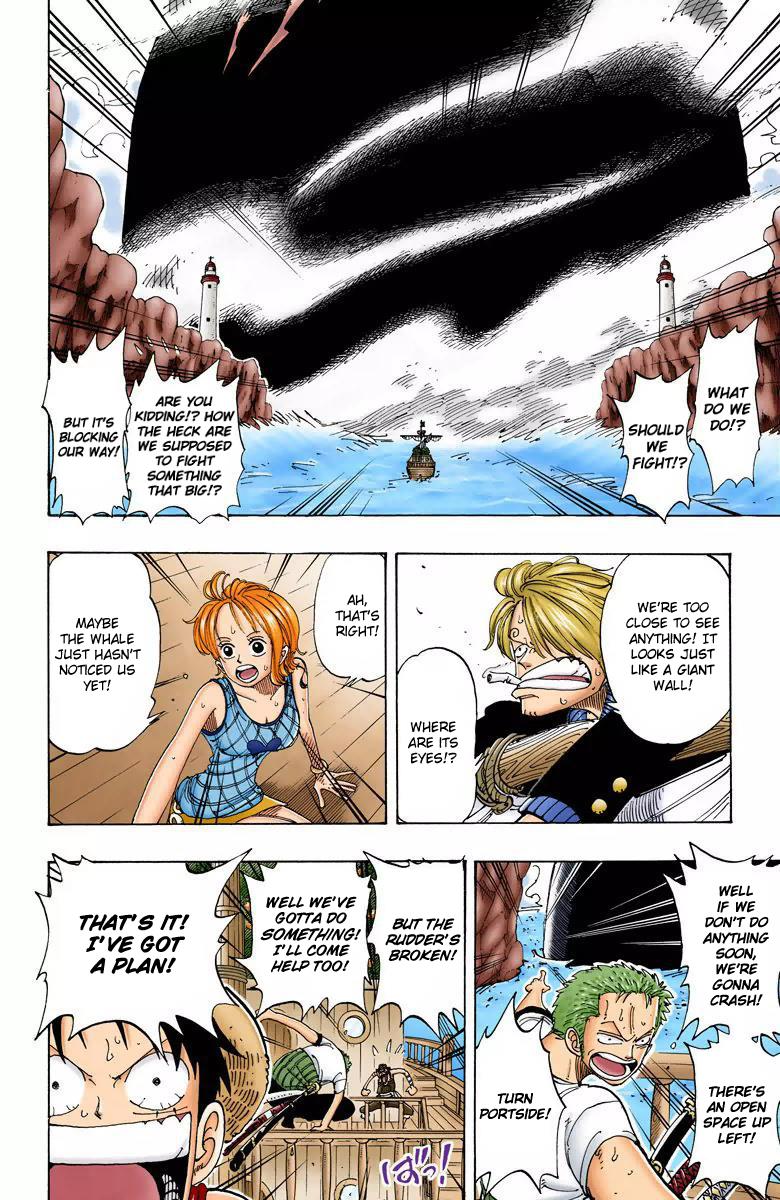 WHAT
DO WE
DO!?
SHOULD
WE
FIGHT!?
ARE YOU
KIDDING!? HOW
THE HECK ARE
WE SUPPOSED
TO FIGHT
SOMETHING
THAT BIG!?
BUT IT'S
BLOCKING
OUR WAY!
WE'RE TOO
CLOSE TO SEE
ANYTHING! IT
LOOKS JUST
LIKE A GIANT
WALL!
WHERE
ARE ITS
EYES!?
AH,
THAT'S
RIGHT!
MAYBE
THE WHALE
JUST HASN'T
NOTICED US
YET!
WELL
IF WE
DON'T DO
ANYTHING
SOON,
WE'RE
GONNA
CRASH!
THERE'S
AN OPEN
SPACE UP
LEFT!
TURN
PORTSIDE!
BUT THE
RUDDER'S
BROKEN!
WELL WE'VE
GOTTA DO
SOMETHING!
I'LL COME
HELP TOO!
ばっ!
THAT'S IT!
I'VE GOT
A PLAN!